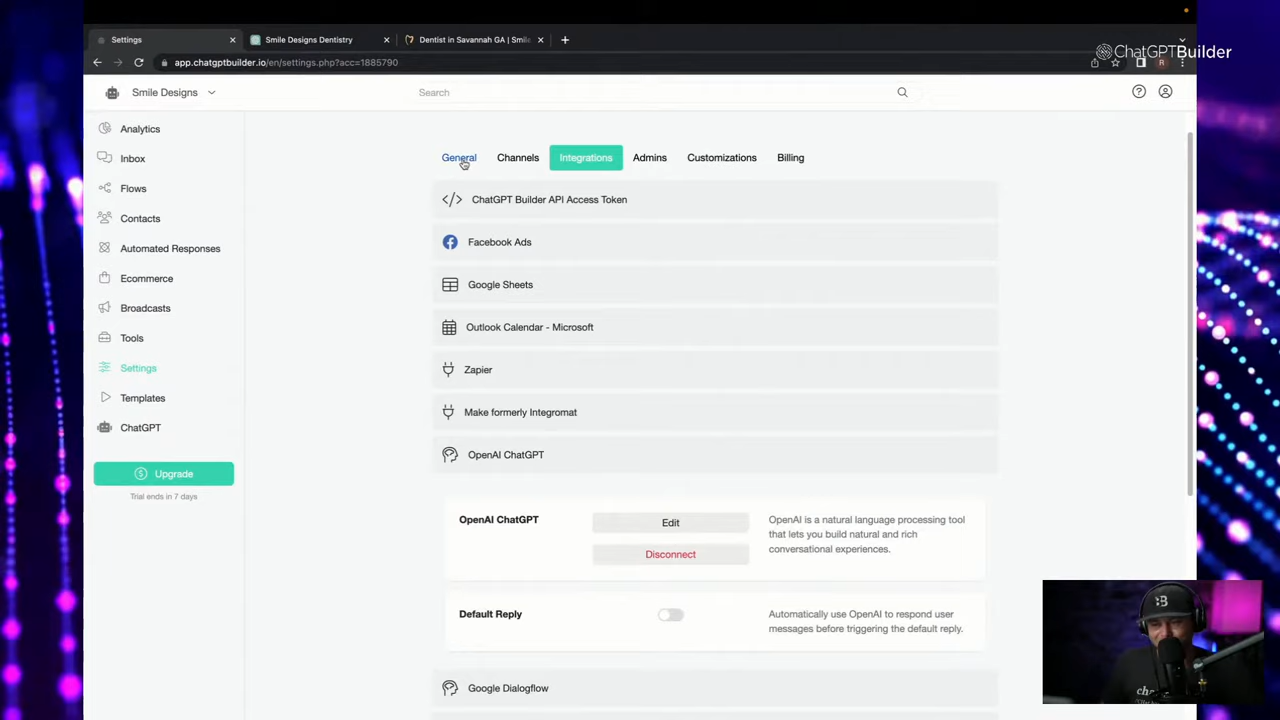 Settings
Smile Designs Dentistry
Dentist in Savannah GA | Smile
app.chatgptbuilder.io/en/settings.php?acc=1885790
R
ChatGPTBuilder
Smile Designs
Search
Analytics
Inbox
Flows
Contacts
Automated Responses
Ecommerce
Broadcasts
Tools
Settings
Templates
ChatGPT
Upgrade
Trial ends in 7 days
General Channels Integrations Admins Customizations Billing
ChatGPT Builder API Access Token
Facebook Ads
Google Sheets
Outlook Calendar - Microsoft
Zapier
Make formerly Integromat
OpenAI ChatGPT
OpenAI ChatGPT
Edit
Disconnect
OpenAI is a natural language processing tool
that lets you build natural and rich
conversational experiences.
Default Reply
Automatically use OpenAI to respond user
messages before triggering the default reply.
Google Dialogflow